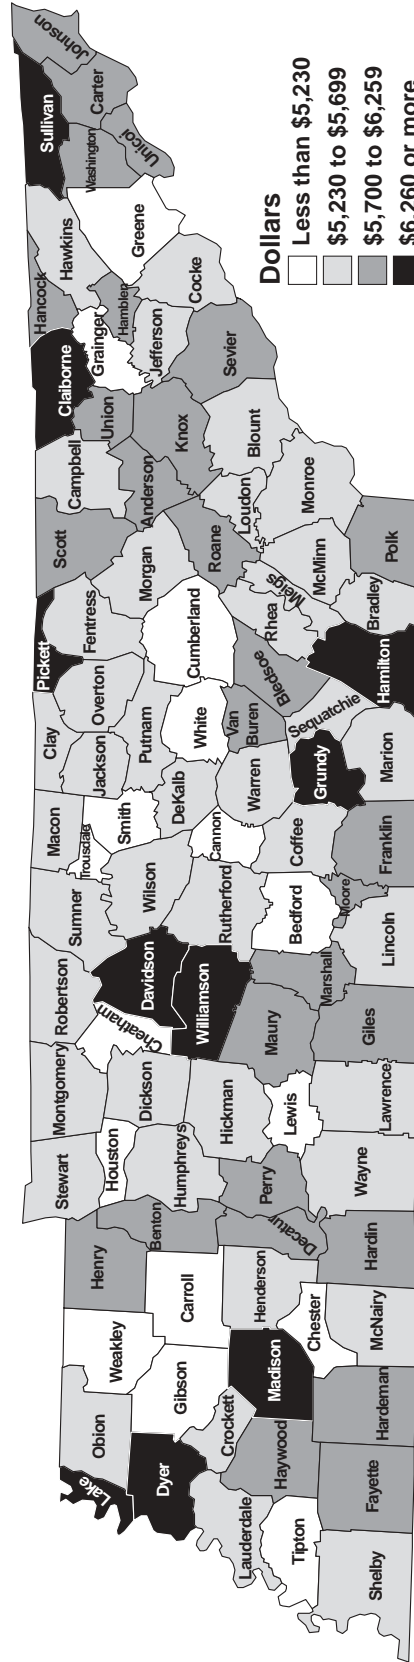 Lake
Obion
Weakley
Henry
Stewart
Montgomery
Robertson
Sumner
Macon
Clay
Pickett
Scott
Campbell
Claiborne
Hancock
Hawkins
Sullivan
Johnson
Carter
Washington
Unicoi
Greene
Dyer
Gibson
Carroll
Benton
Houston
Humphreys
Dickson
Cheatham
Davidson
Wilson
Trousdale
Smith
Jackson
Overton
Fentress
Morgan
Anderson
Union
Grainger
Hamblen
Jefferson
Cocke
Lauderdale
Crockett
Haywood
Madison
Henderson
Decatur
Perry
Hickman
Williamson
Rutherford
Cannon
DeKalb
Putnam
White
Cumberland
Roane
Loudon
Knox
Blount
Sevier
Tipton
Chester
Lewis
Maury
Marshall
Bedford
Coffee
Warren
Van
Buren
Bledsoe
Rhea
Meigs
McMinn
Monroe
Shelby
Fayette
Hardeman
McNairy
Hardin
Wayne
Lawrence
Giles
Lincoln
Moore
Franklin
Grundy
Marion
Sequatchie
Hamilton
Bradley
Polk
Dollars
Less than $5,230
$5,230 to $5,699
$5,700 to $6,259
$6,260 or more